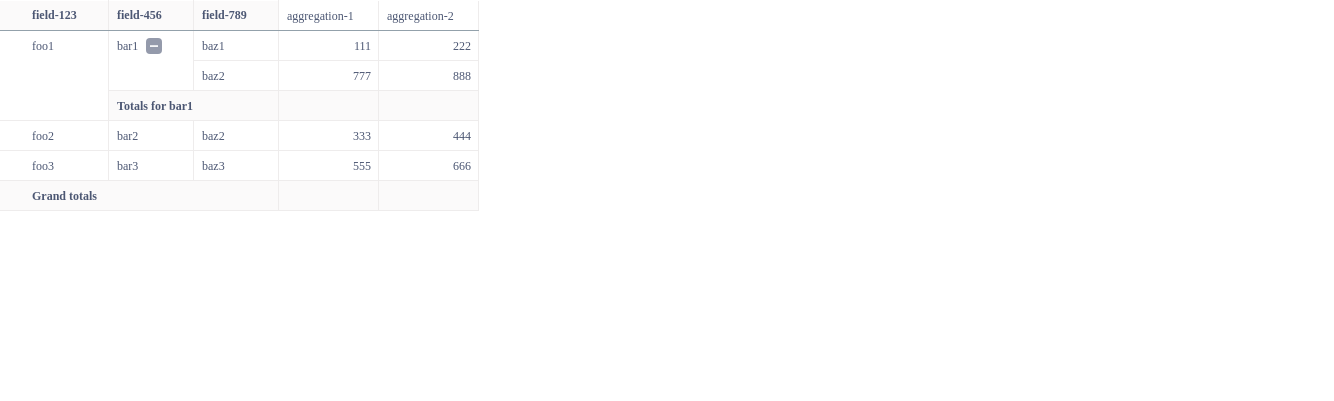 field-123 field-456 field-789 aggregation-1 aggregation-2
foo1 bar1 baz1 111 222
baz2 777 888
Totals for bar1
foo2 bar2 baz2 333 444
foo3 bar3 baz3 555 666
Grand totals